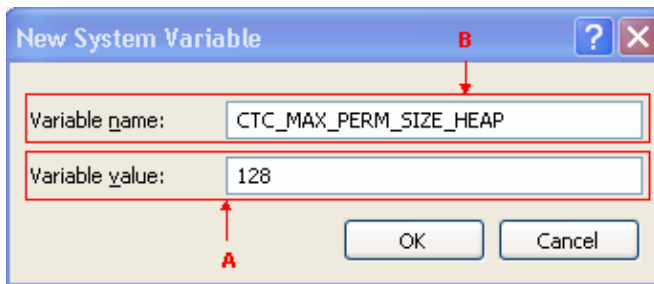 New System Variable
B
?
Variable name: CTC_MAX_PERM_SIZE_HEAP
Variable value: 128
A
OK Cancel